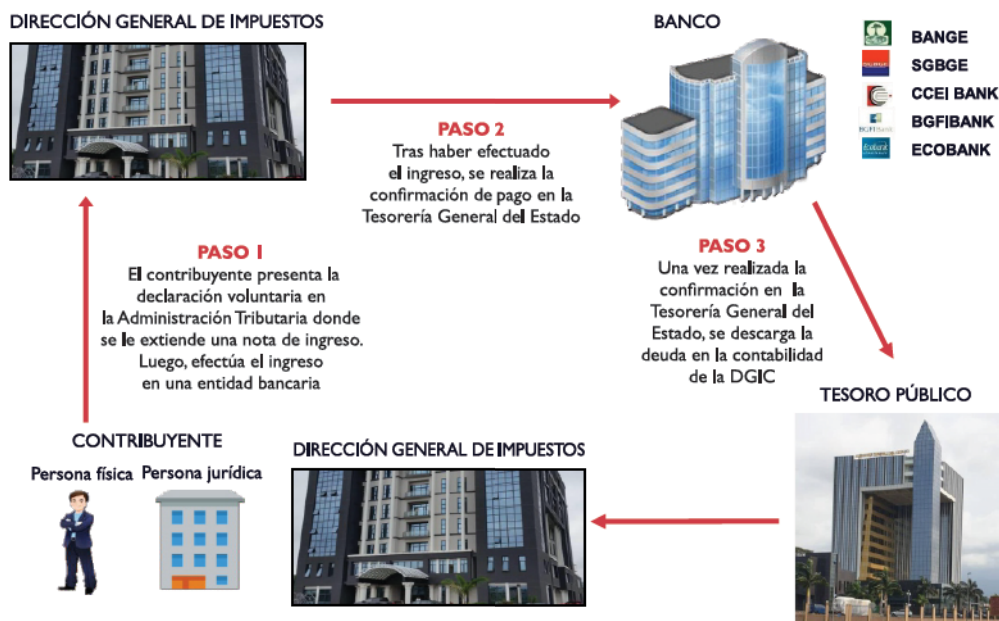 DIRECCIÓN GENERAL DE IMPUESTOS
BANCO
BANGE
SGBGE
CCEI BANK
BGFIBANK
ECOBANK
PASO 2
Tras haber efectuado
el ingreso, se realiza la
confirmación de pago en la
Tesorería General del Estado
PASO 1
El contribuyente presenta la
declaración voluntaria en
la Administración Tributaria donde
se le extiende una nota de ingreso.
Luego, efectúa el ingreso
en una entidad bancaria
PASO 3
Una vez realizada la
confirmación en la
Tesorería General del
Estado, se descarga la
deuda en la contabilidad
de la DGIC
TESORO PÚBLICO
CONTRIBUYENTE
Persona física Persona jurídica
DIRECCIÓN GENERAL DE IMPUESTOS